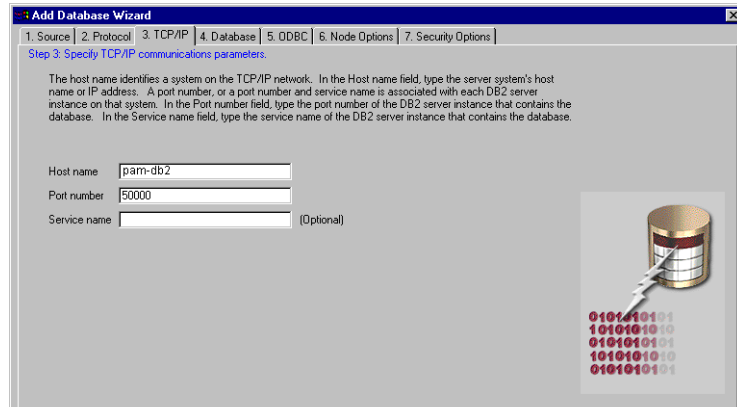 Add Database Wizard
1. Source 2. Protocol 3. TCP/IP 4. Database 5. ODBC 6. Node Options 7. Security Options
Step 3: Specify TCP/IP communications parameters.
The host name identifies a system on the TCP/IP network. In the Host name field, type the server system's host
name or IP address. A port number, or a port number and service name is associated with each DB2 server
instance on that system. In the Port number field, type the port number of the DB2 server instance that contains the
database. In the Service name field, type the service name of the DB2 server instance that contains the database.
Host name pam-db2
Port number 50000
Service name (Optional)
0101010101
1010101010
0101010101
1010101010
0101010101